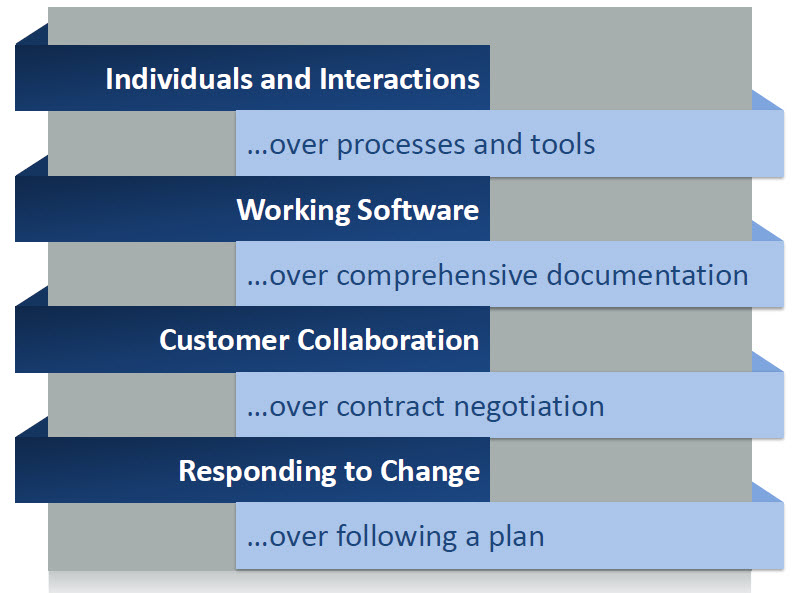 Individuals and Interactions
...over processes and tools
Working Software
...over comprehensive documentation
Customer Collaboration
...over contract negotiation
Responding to Change
...over following a plan